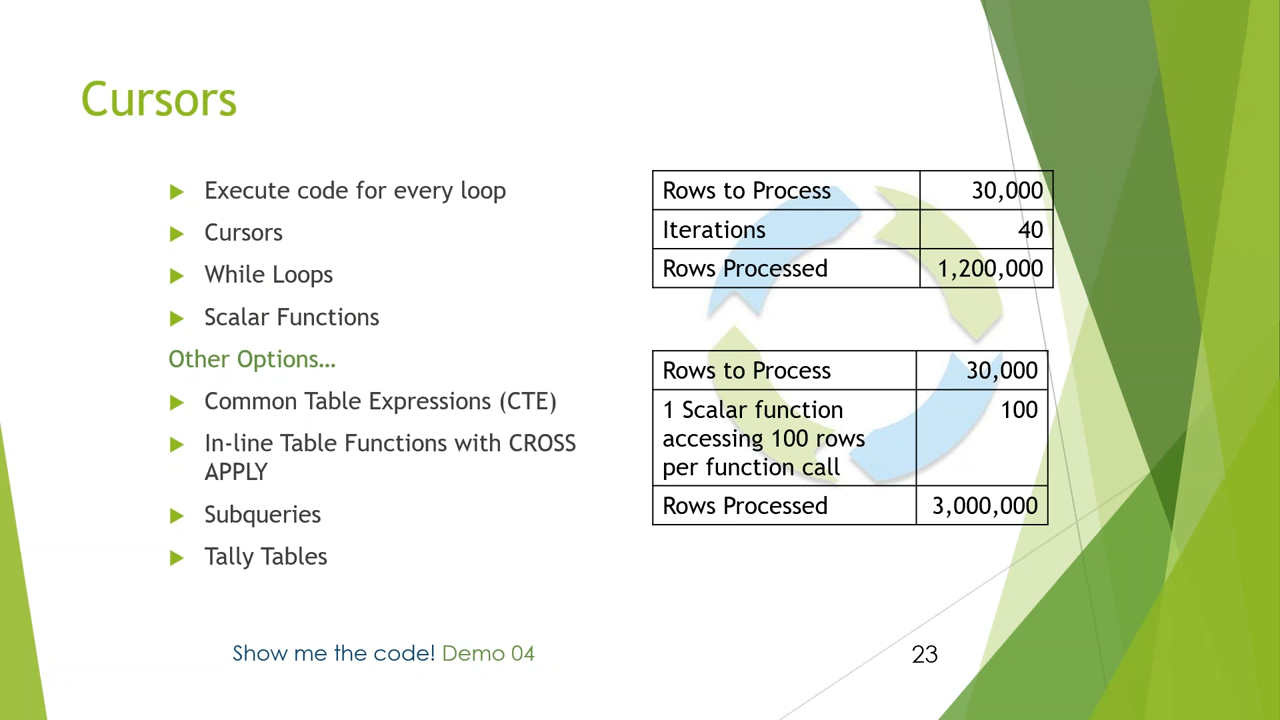 Cursors
Execute code for every loop
Cursors
While Loops
Scalar Functions
Other Options…
Common Table Expressions (CTE)
In-line Table Functions with CROSS
APPLY
Subqueries
Tally Tables
Rows to Process 30,000
Iterations 40
Rows Processed 1,200,000
Rows to Process 30,000
1 Scalar function 100
accessing 100 rows
per function call
Rows Processed 3,000,000
Show me the code! Demo 04
23